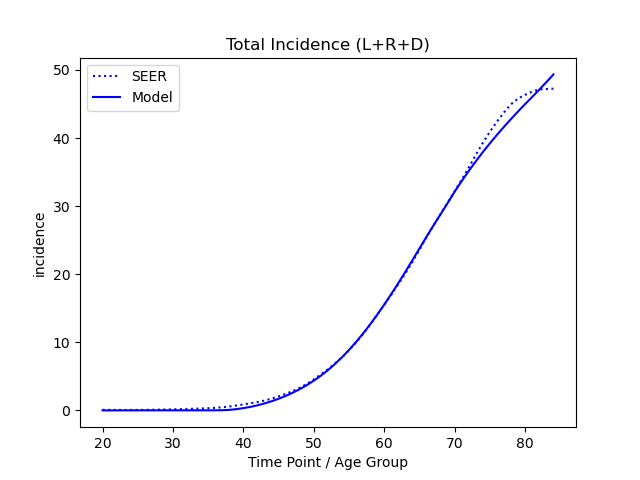 Total Incidence (L+R+D)
SEER
Model
50
40
30
20
10
0
incidence
20 30 40 50 60 70 80
Time Point / Age Group